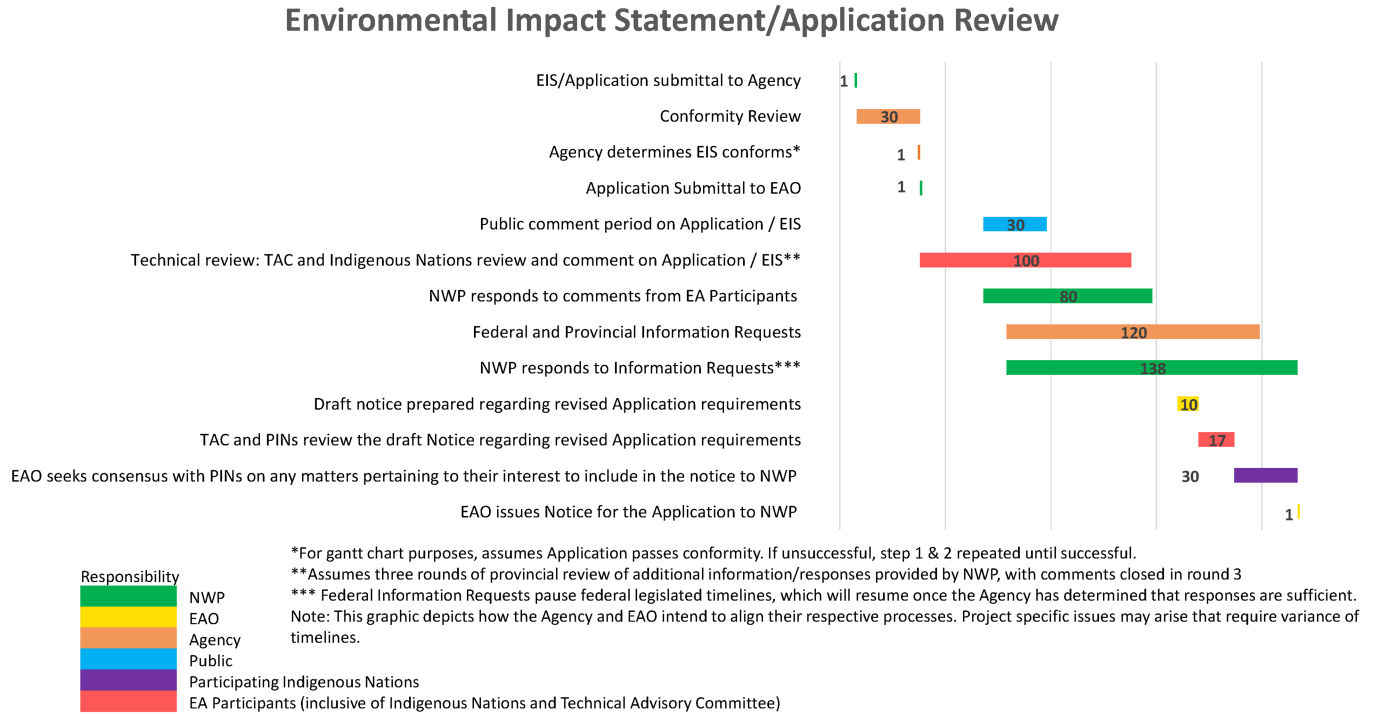 Environmental Impact Statement/Application Review
EIS/Application submittal to Agency 1
Conformity Review 30
Agency determines EIS conforms* 1
Application Submittal to EAO 1
Public comment period on Application / EIS 30
Technical review: TAC and Indigenous Nations review and comment on Application / EIS** 100
NWP responds to comments from EA Participants 80
Federal and Provincial Information Requests 120
NWP responds to Information Requests*** 138
Draft notice prepared regarding revised Application requirements 10
TAC and PINs review the draft Notice regarding revised Application requirements 17
EAO seeks consensus with PINs on any matters pertaining to their interest to include in the notice to NWP 30
EAO issues Notice for the Application to NWP 1
*For gantt chart purposes, assumes Application passes conformity. If unsuccessful, step 1 & 2 repeated until successful.
**Assumes three rounds of provincial review of additional information/responses provided by NWP, with comments closed in round 3
*** Federal Information Requests pause federal legislated timelines, which will resume once the Agency has determined that responses are sufficient.
Note: This graphic depicts how the Agency and EAO intend to align their respective processes. Project specific issues may arise that require variance of
timelines.
Responsibility
NWP
EAO
Agency
Public
Participating Indigenous Nations
EA Participants (inclusive of Indigenous Nations and Technical Advisory Committee)